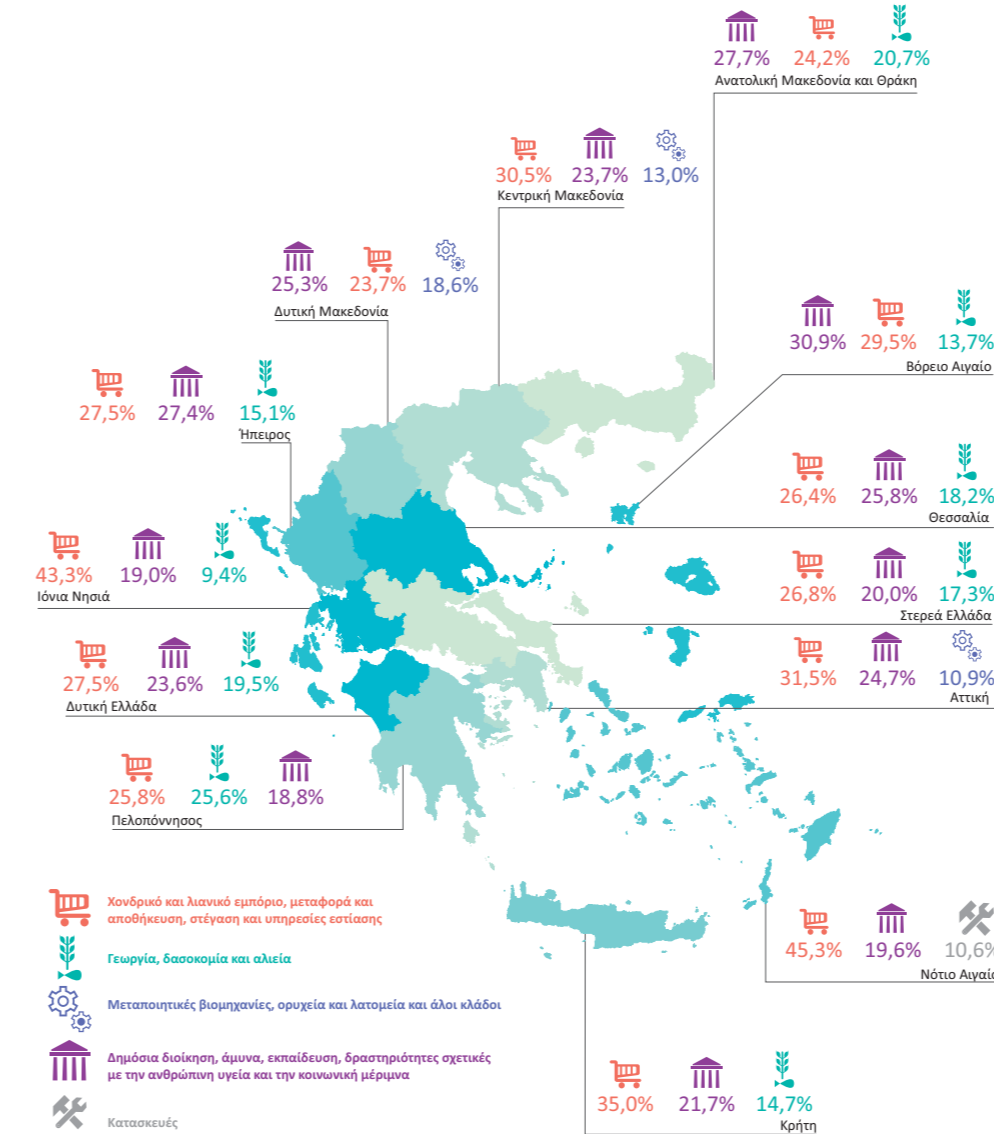 27,7% 24,2% 20,7%
Ανατολική Μακεδονία και Θράκη
30,5% 23,7% 13,0%
Κεντρική Μακεδονία
25,3% 23,7% 18,6%
Δυτική Μακεδονία
30,9% 29,5% 13,7%
Βόρειο Αιγαίο
27,5% 27,4% 15,1%
Ήπειρος
26,4% 25,8% 18,2%
Θεσσαλία
43,3% 19,0% 9,4%
Ιόνια Νησιά
26,8% 20,0% 17,3%
Στερεά Ελλάδα
27,5% 23,6% 19,5%
Δυτική Ελλάδα
31,5% 24,7% 10,9%
Αττική
25,8% 25,6% 18,8%
Πελοπόννησος
45,3% 19,6% 10,6%
Νότιο Αιγαίο
35,0% 21,7% 14,7%
Κρήτη
Χονδρικό και λιανικό εμπόριο, μεταφορά και
αποθήκευση, στέγαση και υπηρεσίες εστίασης
Γεωργία, δασοκομία και αλιεία
Μεταποιητικές βιομηχανίες, ορυχεία και λατομεία και άλοι κλάδοι
Δημόσια διοίκηση, άμυνα, εκπαίδευση, δραστηριότητες σχετικές
με την ανθρώπινη υγεία και την κοινωνική μέριμνα
Κατασκευές